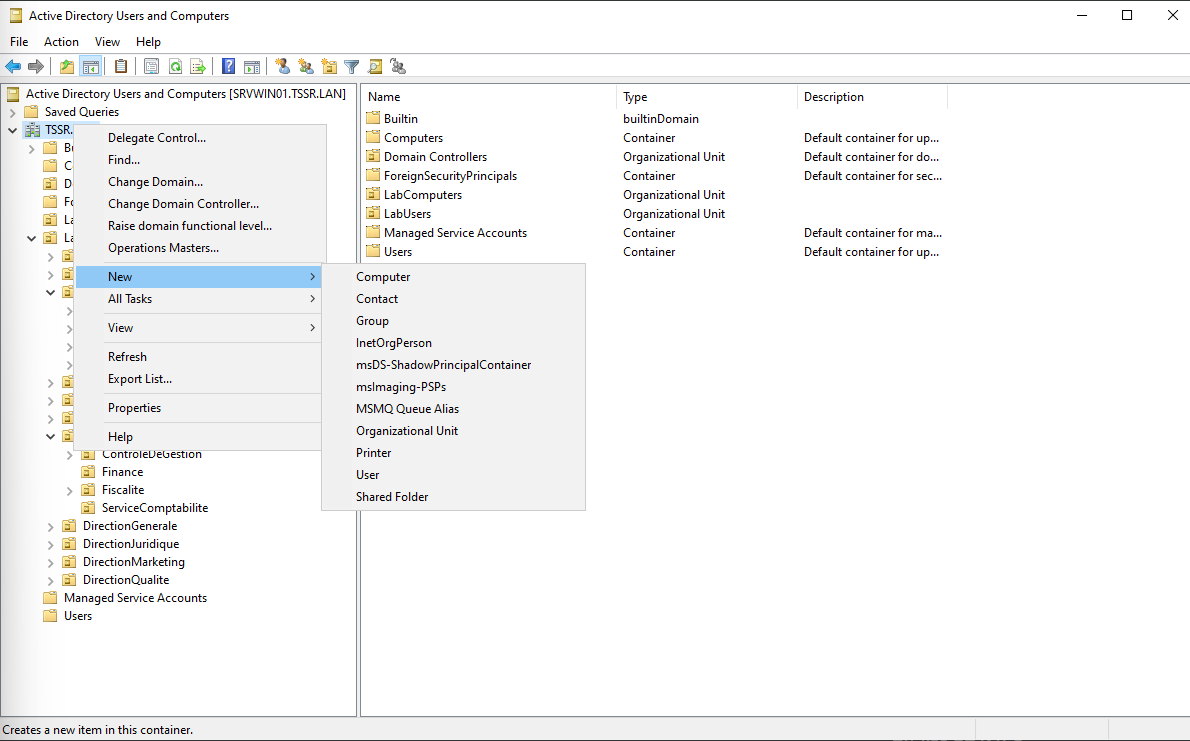 Active Directory Users and Computers
File Action View Help
Active Directory Users and Computers [SRVWIN01.TSSR.LAN]
Saved Queries
TSSR.
Delegate Control...
Find...
Change Domain...
Change Domain Controller...
Raise domain functional level...
Operations Masters...
New
All Tasks
View
Refresh
Export List...
Properties
Help
Computer
Contact
Group
InetOrgPerson
msDS-ShadowPrincipalContainer
msImaging-PSPs
MSMQ Queue Alias
Organizational Unit
Printer
User
Shared Folder
ControleDeGestion
Finance
Fiscalite
ServiceComptabilite
DirectionGenerale
DirectionJuridique
DirectionMarketing
DirectionQualite
Managed Service Accounts
Users
Name Type Description
Builtin builtinDomain
Computers Container Default container for up...
Domain Controllers Organizational Unit Default container for do...
ForeignSecurityPrincipals Container Default container for sec...
LabComputers Organizational Unit
LabUsers Organizational Unit
Managed Service Accounts Container Default container for ma...
Users Container Default container for up...
Creates a new item in this container.